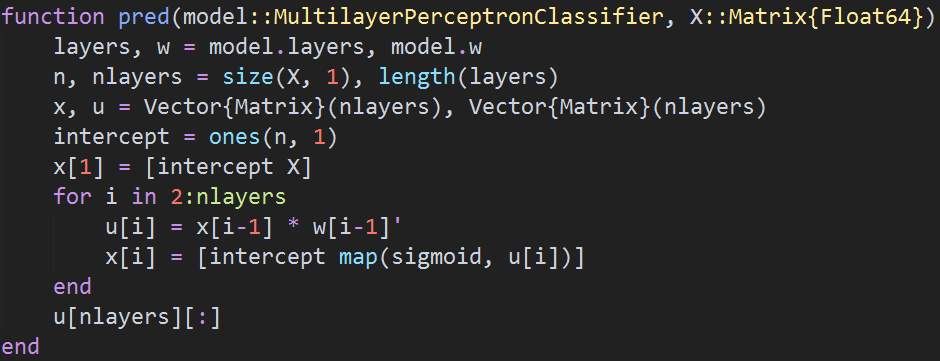 function pred(model::MultilayerPerceptronClassifier, X::Matrix{Float64})
    layers, w = model.layers, model.w
    n, nlayers = size(X, 1), length(layers)
    x, u = Vector{Matrix}(nlayers), Vector{Matrix}(nlayers)
    intercept = ones(n, 1)
    x[1] = [intercept X]
    for i in 2:nlayers
        u[i] = x[i-1] * w[i-1]'
        x[i] = [intercept map(sigmoid, u[i])]
    end
    u[nlayers][:]
end